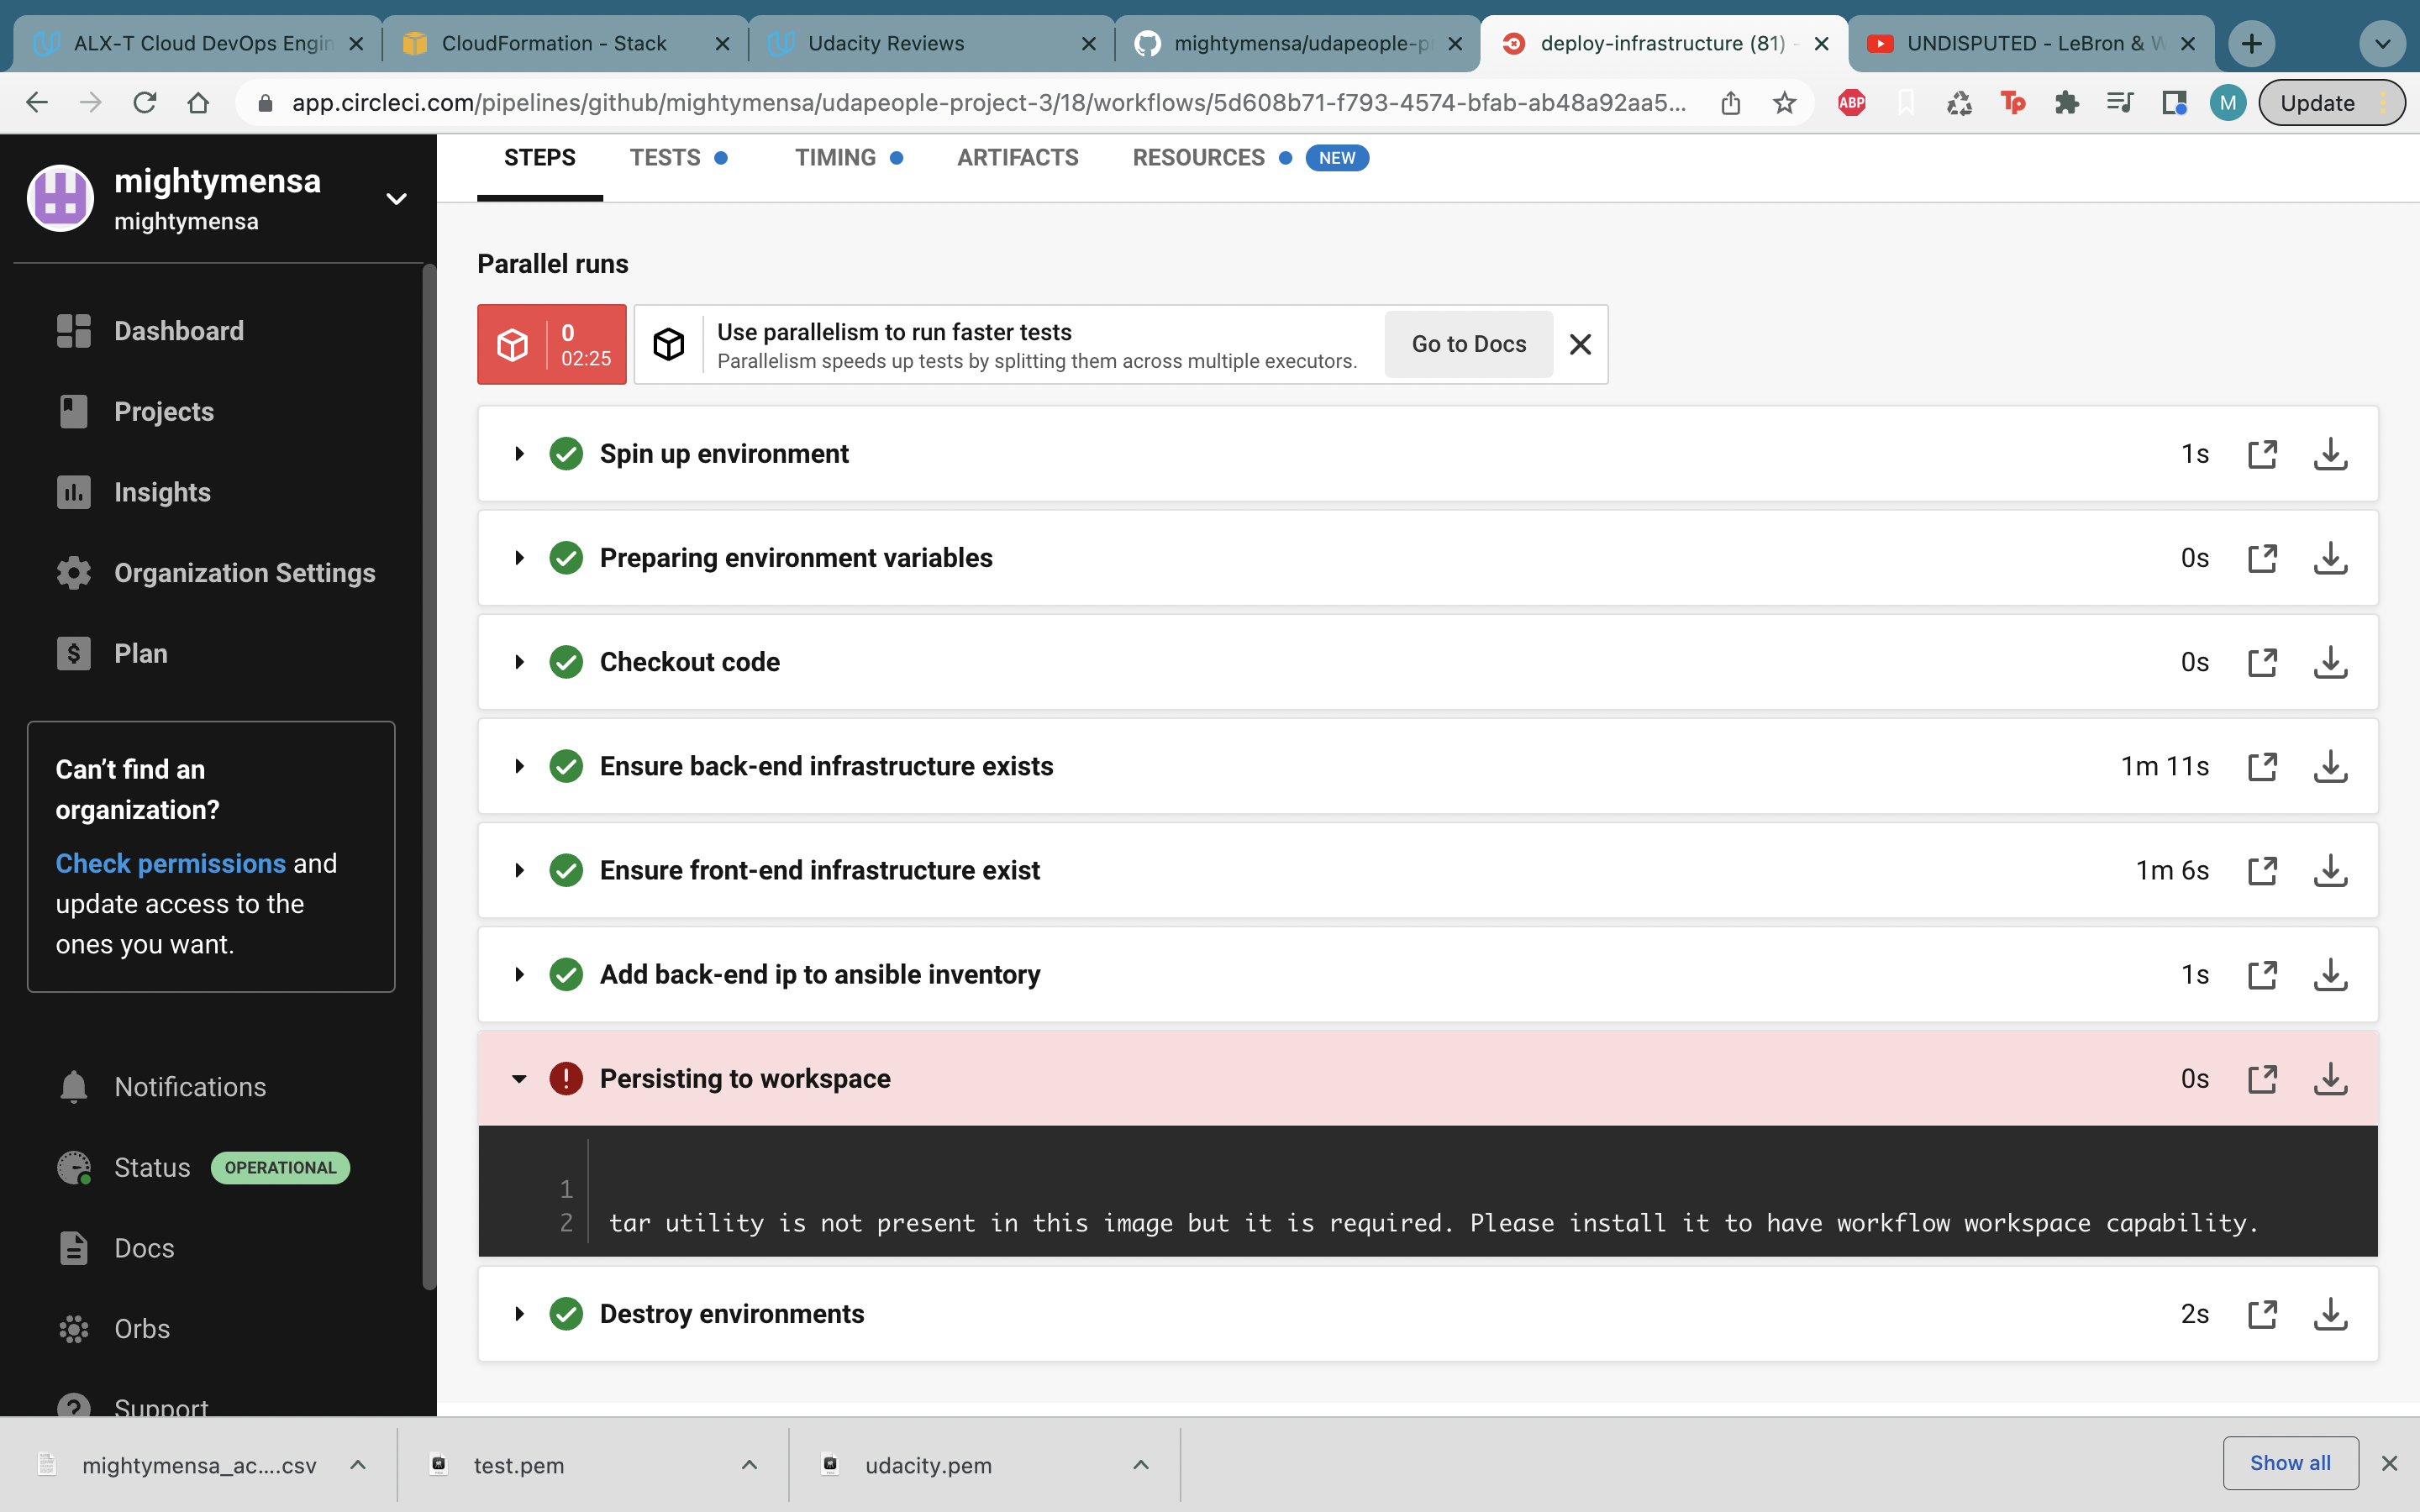 ALX-T Cloud DevOps Engin
CloudFormation - Stack
Udacity Reviews
mightymensa/udapeople-p
deploy-infrastructure (81) -
UNDISPUTED - LeBron & W
app.circleci.com/pipelines/github/mightymensa/udapeople-project-3/18/workflows/5d608b71-f793-4574-bfab-ab48a92aa5...
ABP
Tp
M
Update
mightymensa
mightymensa
Dashboard
Projects
Insights
Organization Settings
Plan
Can’t find an
organization?
Check permissions and
update access to the
ones you want.
Notifications
Status OPERATIONAL
Docs
Orbs
Support
STEPS TESTS TIMING ARTIFACTS RESOURCES NEW
Parallel runs
0
02:25
Use parallelism to run faster tests
Parallelism speeds up tests by splitting them across multiple executors.
Go to Docs
Spin up environment 1s
Preparing environment variables 0s
Checkout code 0s
Ensure back-end infrastructure exists 1m 11s
Ensure front-end infrastructure exist 1m 6s
Add back-end ip to ansible inventory 1s
Persisting to workspace 0s
1
2 tar utility is not present in this image but it is required. Please install it to have workflow workspace capability.
Destroy environments 2s
mightymensa_ac....csv
test.pem
udacity.pem
Show all